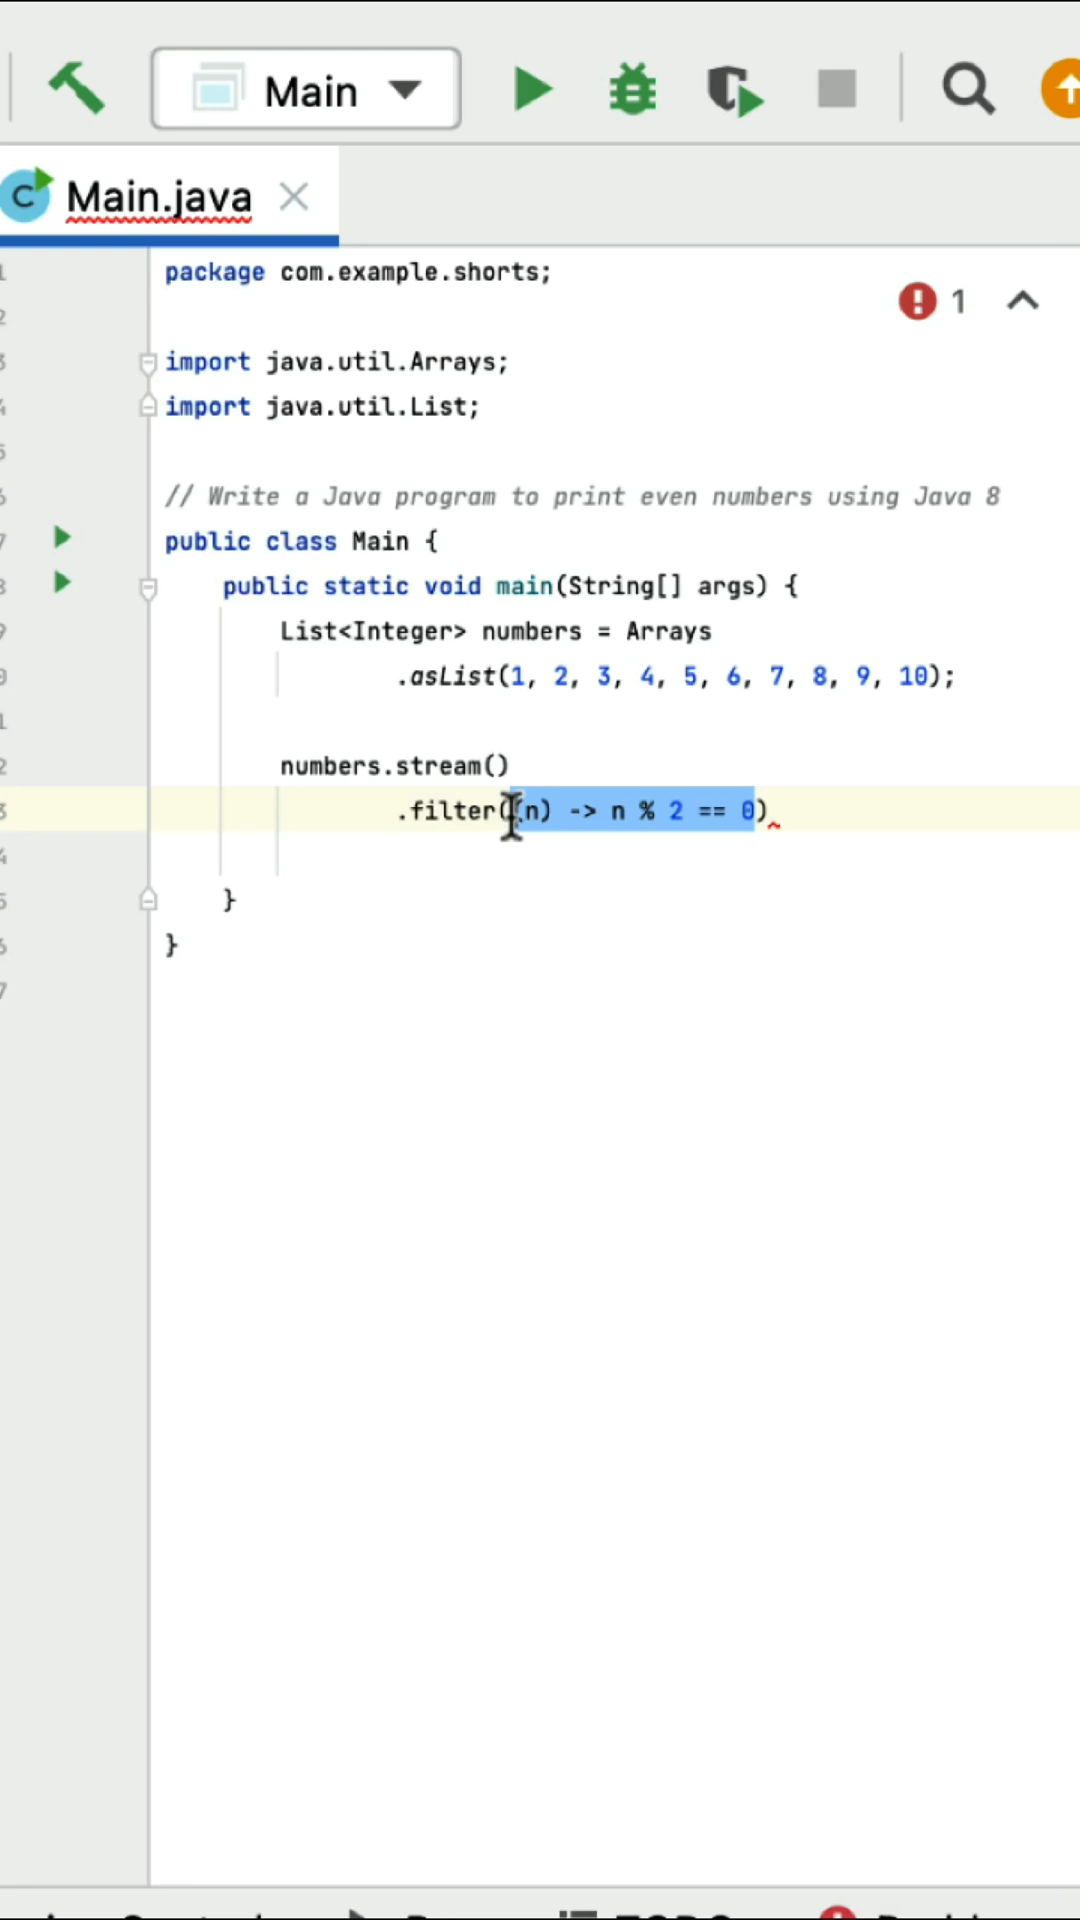 Main
Main.java
1
package com.example.shorts;
import java.util.Arrays;
import java.util.List;
// Write a Java program to print even numbers using Java 8
public class Main {
public static void main(String[] args) {
List<Integer> numbers = Arrays
.asList(1, 2, 3, 4, 5, 6, 7, 8, 9, 10);
numbers.stream()
.filter((n) -> n % 2 == 0)
}
}